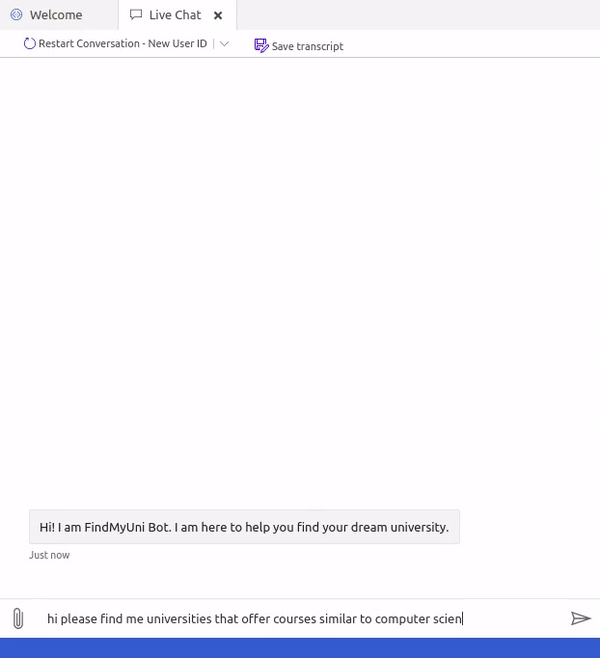 Welcome
Live Chat
Restart Conversation - New User ID
Save transcript
Hi! I am FindMyUni Bot. I am here to help you find your dream university.
Just now
hi please find me universities that offer courses similar to computer scien